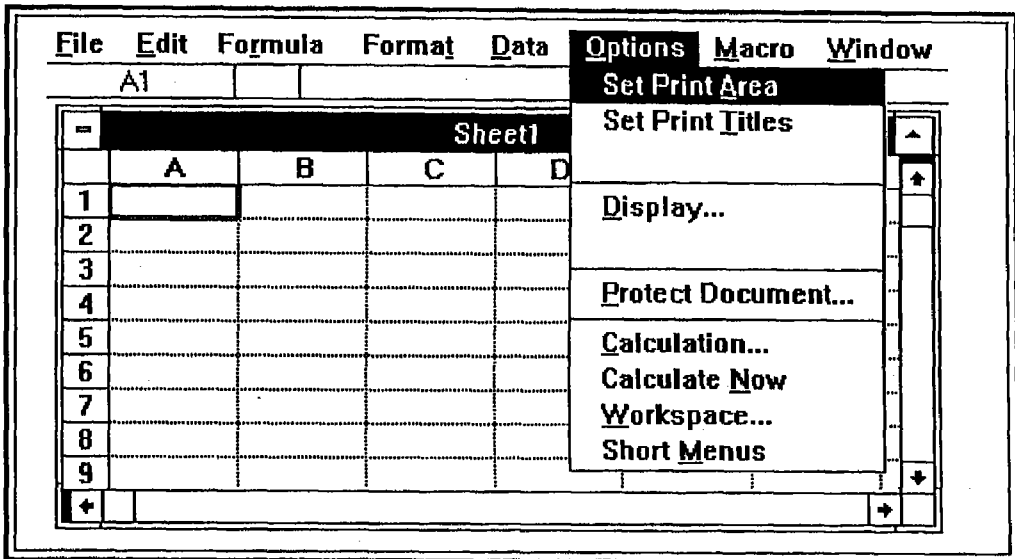 File Edit Formula Format Data Options Macro Window
A1
Set Print Area
Sheet1
Set Print Titles
A B C D
1
Display...
2
3
Protect Document...
4
5
Calculation...
6
Calculate Now
7
Workspace...
8
Short Menus
9